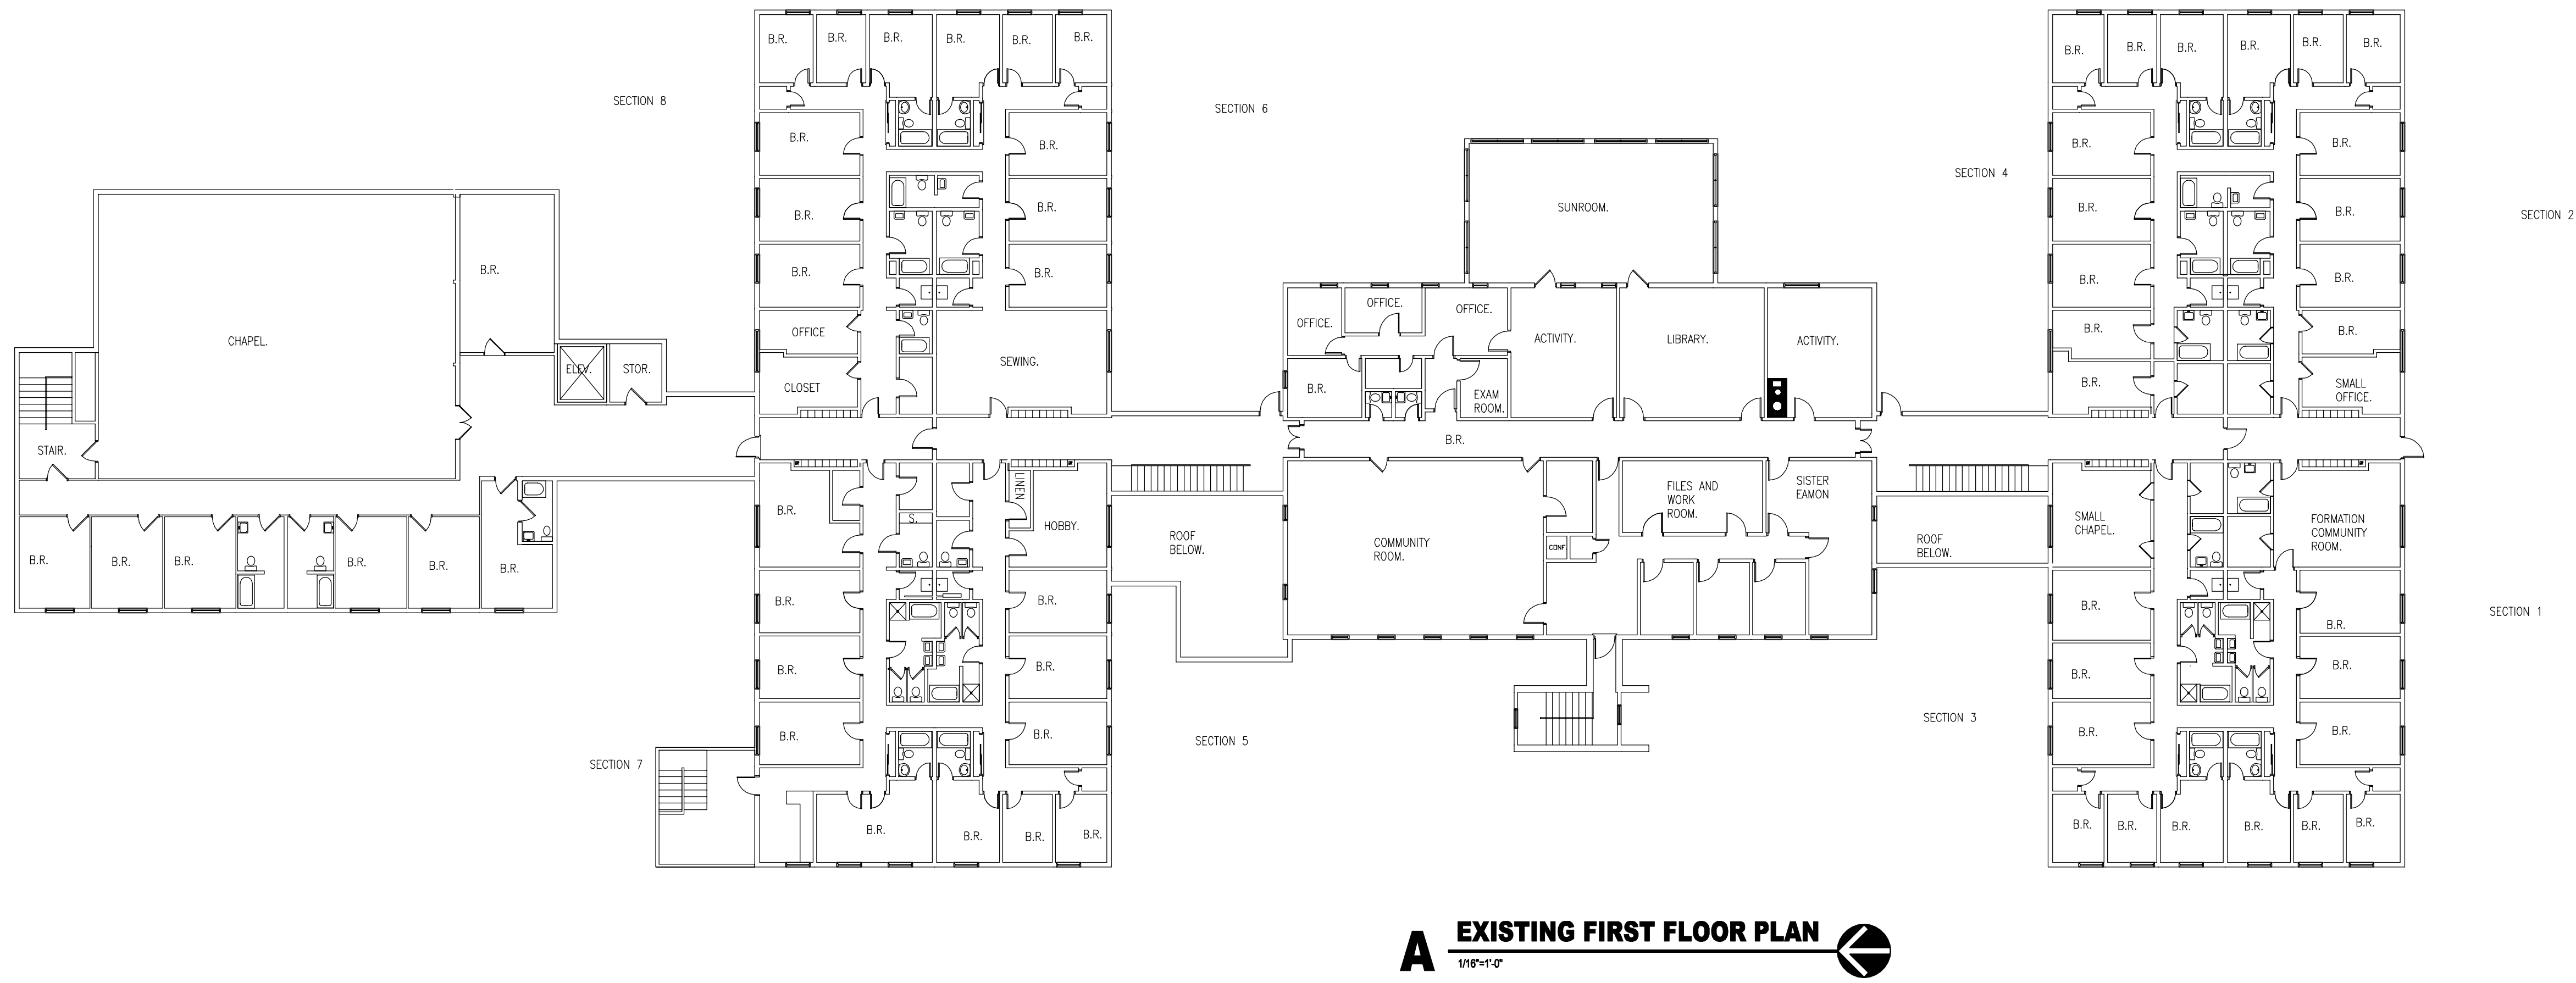 B.R.
B.R.
B.R.
B.R.
B.R.
B.R.
B.R.
B.R.
B.R.
B.R.
B.R.
B.R.
SECTION 8
SECTION 6
B.R.
B.R.
B.R.
B.R.
SECTION 4
B.R.
B.R.
B.R.
B.R.
SUNROOM.
B.R.
B.R.
SECTION 2
B.R.
B.R.
B.R.
B.R.
B.R.
OFFICE
SEWING.
CLOSET
CHAPEL.
ELEV.
STOR.
STAIR.
OFFICE.
OFFICE.
OFFICE.
ACTIVITY.
LIBRARY.
ACTIVITY.
B.R.
EXAM
ROOM.
B.R.
B.R.
B.R.
B.R.
SMALL
OFFICE.
B.R.
LINEN
S.
HOBBY.
ROOF
BELOW.
COMMUNITY
ROOM.
CONF
FILES AND
WORK
ROOM.
SISTER
EAMON
ROOF
BELOW.
SMALL
CHAPEL.
FORMATION
COMMUNITY
ROOM.
B.R.
B.R.
B.R.
B.R.
B.R.
B.R.
B.R.
B.R.
B.R.
B.R.
SECTION 1
B.R.
B.R.
B.R.
B.R.
B.R.
B.R.
B.R.
B.R.
SECTION 7
SECTION 5
SECTION 3
B.R.
B.R.
B.R.
B.R.
B.R.
B.R.
B.R.
B.R.
B.R.
B.R.
A
EXISTING FIRST FLOOR PLAN
1/16"=1'-0"